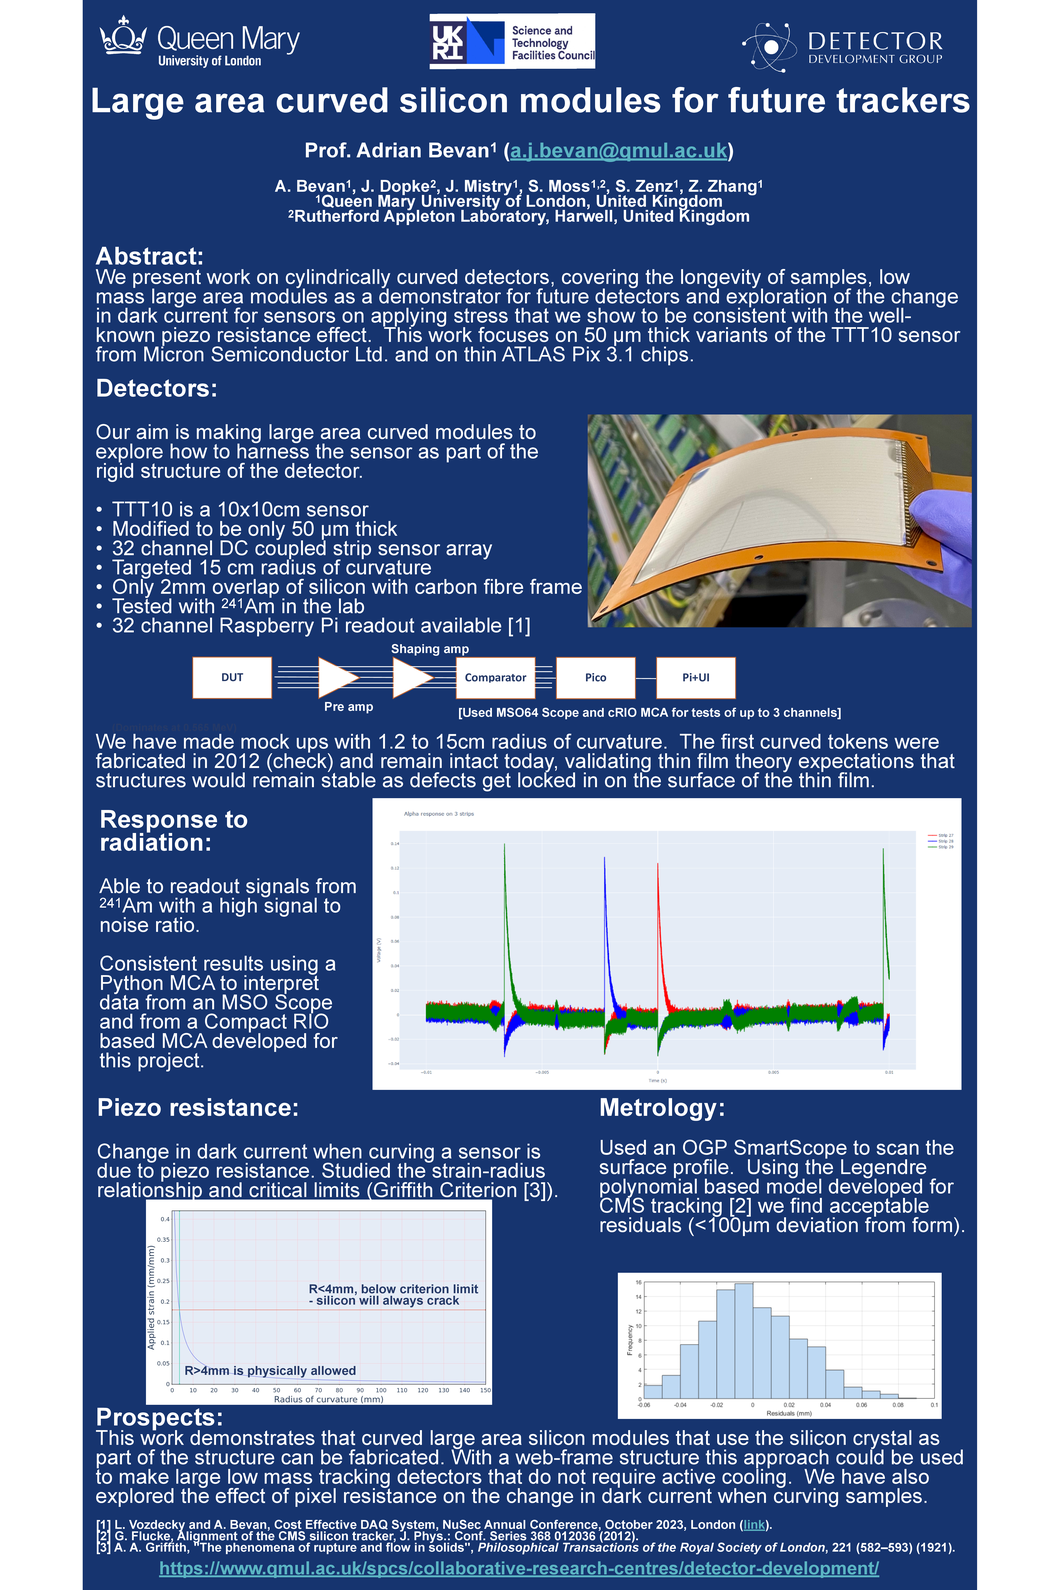 Queen Mary
University of London
UK
RI
Science and
Technology
Facilities Council
DETECTOR
DEVELOPMENT GROUP
Large area curved silicon modules for future trackers
Prof. Adrian Bevan¹ (a.j.bevan@qmul.ac.uk)
A. Bevan¹, J. Dopke², J. Mistry¹, S. Moss¹,², S. Zenz¹, Z. Zhang¹
¹Queen Mary University of London, United Kingdom
²Rutherford Appleton Laboratory, Harwell, United Kingdom
Abstract:
We present work on cylindrically curved detectors, covering the longevity of samples, low
mass large area modules as a demonstrator for future detectors and exploration of the change
in dark current for sensors on applying stress that we show to be consistent with the well-
known piezo resistance effect.  This work focuses on 50 µm thick variants of the TTT10 sensor
from Micron Semiconductor Ltd. and on thin ATLAS Pix 3.1 chips.
Detectors:
Our aim is making large area curved modules to
explore how to harness the sensor as part of the
rigid structure of the detector.
• TTT10 is a 10x10cm sensor
• Modified to be only 50 µm thick
• 32 channel DC coupled strip sensor array
• Targeted 15 cm radius of curvature
• Only 2mm overlap of silicon with carbon fibre frame
• Tested with ²⁴¹Am in the lab
• 32 channel Raspberry Pi readout available [1]
Shaping amp
DUT
Comparator
Pico
Pi+UI
Pre amp
[Used MSO64 Scope and cRIO MCA for tests of up to 3 channels]
We have made mock ups with 1.2 to 15cm radius of curvature.  The first curved tokens were
fabricated in 2012 (check) and remain intact today, validating thin film theory expectations that
structures would remain stable as defects get locked in on the surface of the thin film.
Response to
radiation:
Able to readout signals from
²⁴¹Am with a high signal to
noise ratio.
Consistent results using a
Python MCA to interpret
data from an MSO Scope
and from a Compact RIO
based MCA developed for
this project.
Alpha response on 3 strips
Strip 27
Strip 28
Strip 29
0.14
0.12
0.1
0.08
0.06
0.04
0.02
0
−0.02
−0.04
Voltage (V)
−0.01
−0.005
0
0.005
0.01
Time (s)
Piezo resistance:
Change in dark current when curving a sensor is
due to piezo resistance. Studied the strain-radius
relationship and critical limits (Griffith Criterion [3]).
Applied strain (mm/mm)
0.4
0.35
0.3
0.25
0.2
0.15
0.1
0.05
0
R<4mm, below criterion limit
- silicon will always crack
R>4mm is physically allowed
0 10 20 30 40 50 60 70 80 90 100 110 120 130 140 150
Radius of curvature (mm)
Metrology:
Used an OGP SmartScope to scan the
surface profile.  Using the Legendre
polynomial based model developed for
CMS tracking [2] we find acceptable
residuals (<100µm deviation from form).
Frequency
16
14
12
10
8
6
4
2
0
-0.06 -0.04 -0.02 0 0.02 0.04 0.06 0.08 0.1
Residuals (mm)
Prospects:
This work demonstrates that curved large area silicon modules that use the silicon crystal as
part of the structure can be fabricated. With a web-frame structure this approach could be used
to make large low mass tracking detectors that do not require active cooling.  We have also
explored the effect of pixel resistance on the change in dark current when curving samples.
[1] L. Vozdecky and A. Bevan, Cost Effective DAQ System, NuSec Annual Conference, October 2023, London (link).
[2] G. Flucke, Alignment of the CMS silicon tracker, J. Phys.: Conf. Series 368 012036 (2012).
[3] A. A. Griffith, "The phenomena of rupture and flow in solids", Philosophical Transactions of the Royal Society of London, 221 (582–593) (1921).
https://www.qmul.ac.uk/spcs/collaborative-research-centres/detector-development/